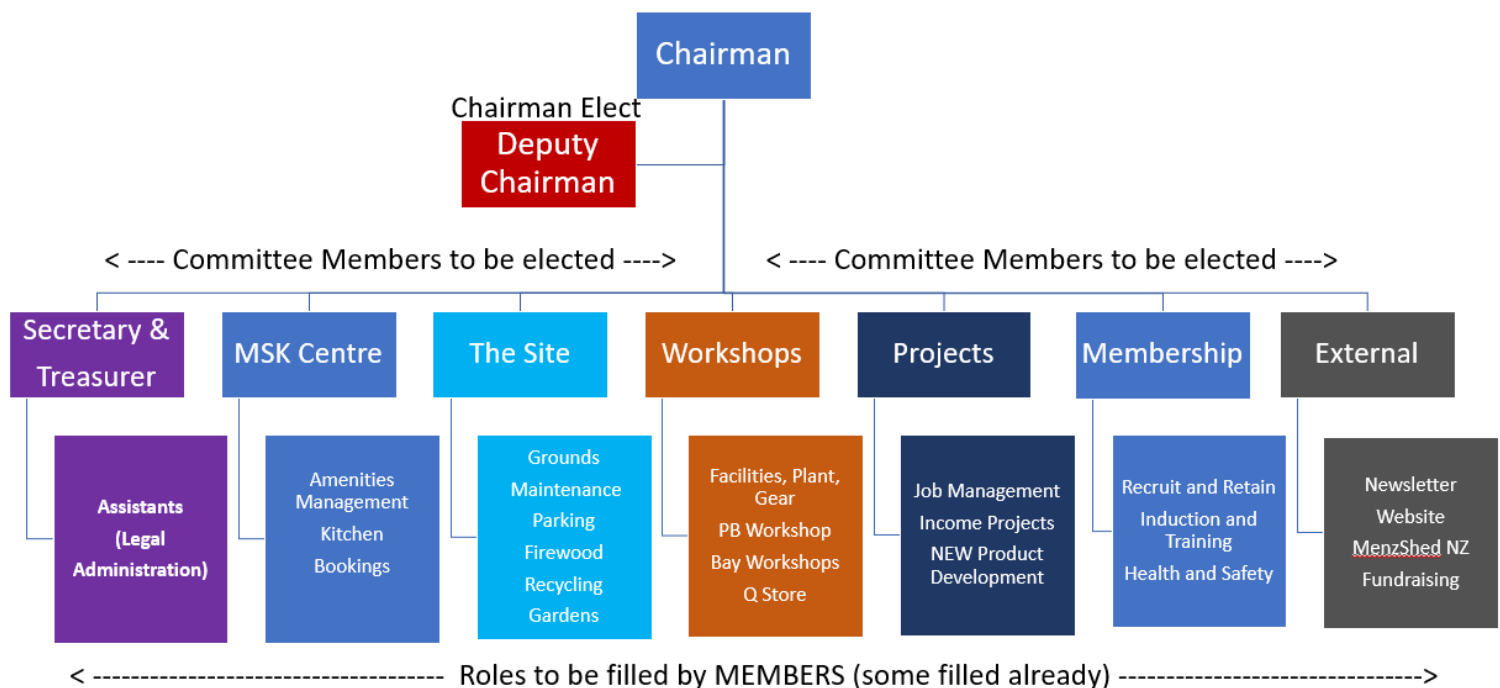 Chairman
Chairman Elect
Deputy
Chairman
< ---- Committee Members to be elected ---->
< ---- Committee Members to be elected ---->
Secretary &
Treasurer
MSK Centre
The Site
Workshops
Projects
Membership
External
Assistants
(Legal
Administration)
Amenities
Management
Kitchen
Bookings
Grounds
Maintenance
Parking
Firewood
Recycling
Gardens
Facilities, Plant,
Gear
PB Workshop
Bay Workshops
Q Store
Job Management
Income Projects
NEW Product
Development
Recruit and Retain
Induction and
Training
Health and Safety
Newsletter
Website
MenzShed NZ
Fundraising
< ------------------------------------ Roles to be filled by MEMBERS (some filled already) ------------------------------->